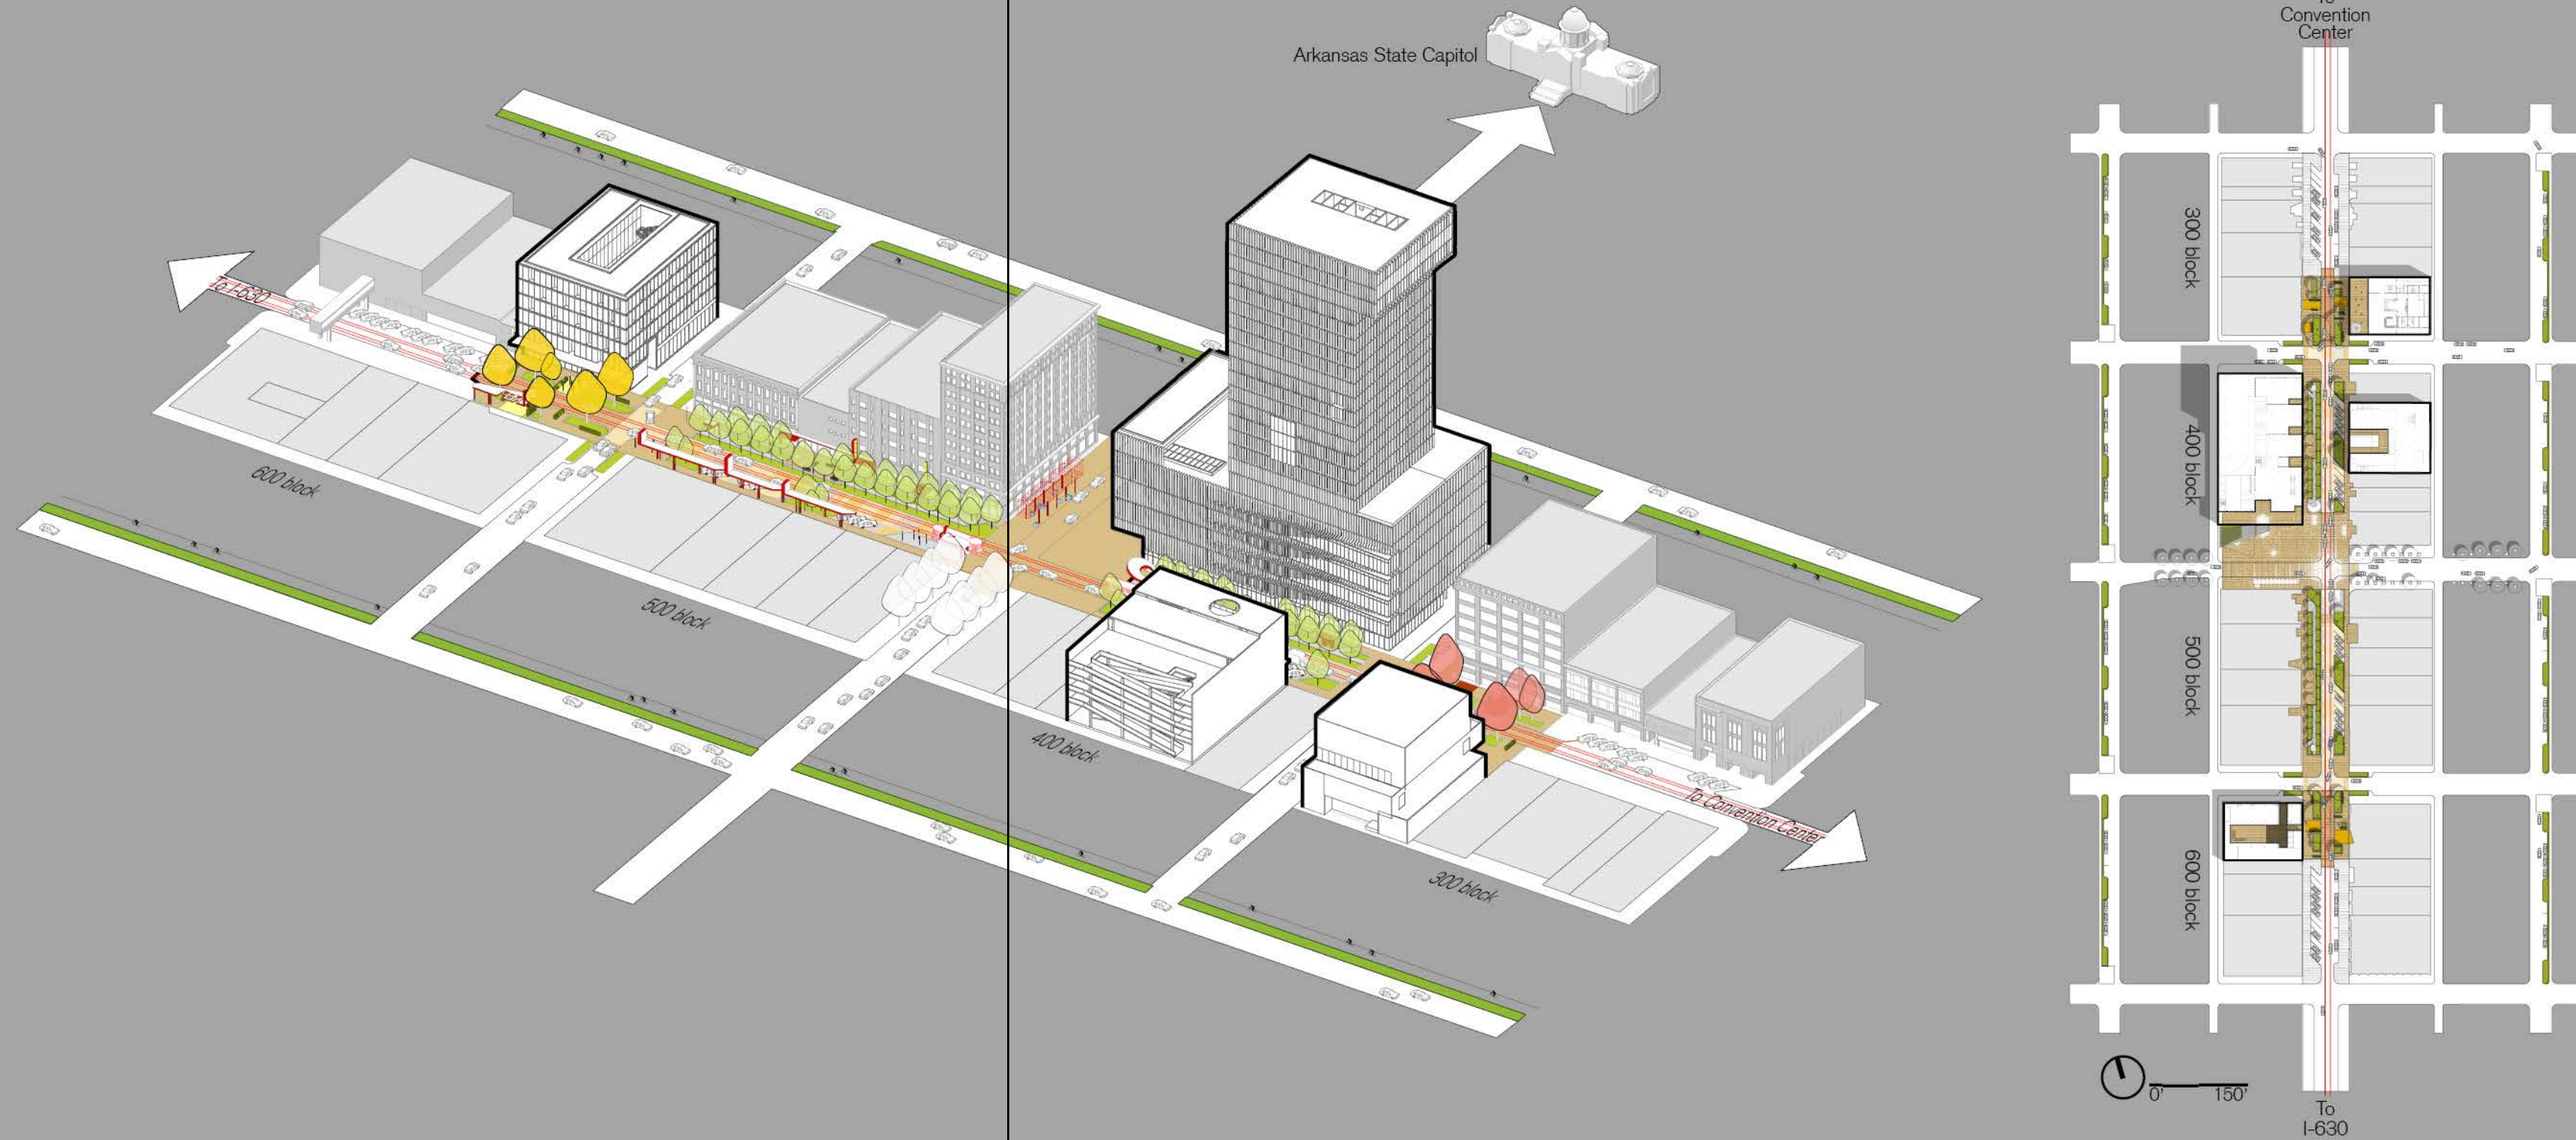 Arkansas State Capitol
To I-630
600 block
500 block
400 block
300 block
To Convention Center
To
Convention
Center
300 block
400 block
500 block
600 block
0' 150'
To
I-630